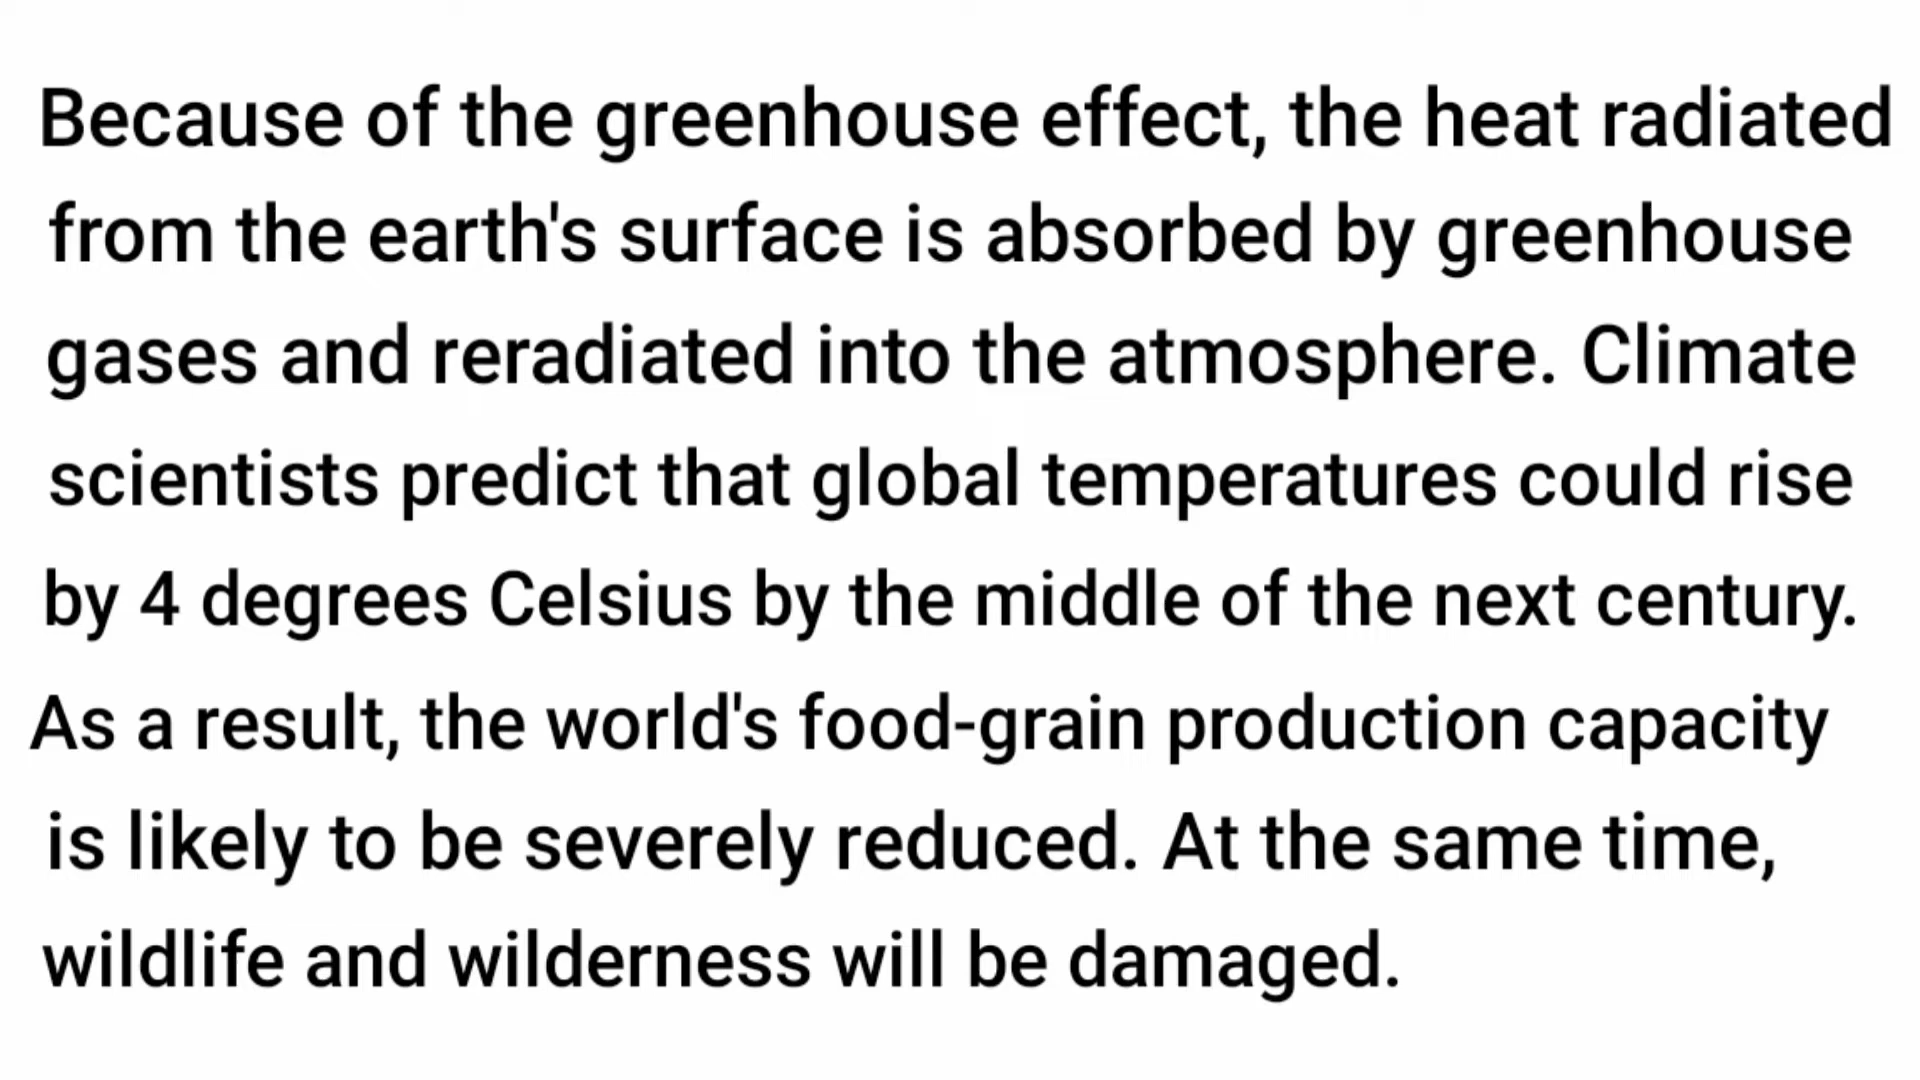 Because of the greenhouse effect, the heat radiated
from the earth's surface is absorbed by greenhouse
gases and reradiated into the atmosphere. Climate
scientists predict that global temperatures could rise
by 4 degrees Celsius by the middle of the next century.
As a result, the world's food-grain production capacity
is likely to be severely reduced. At the same time,
wildlife and wilderness will be damaged.